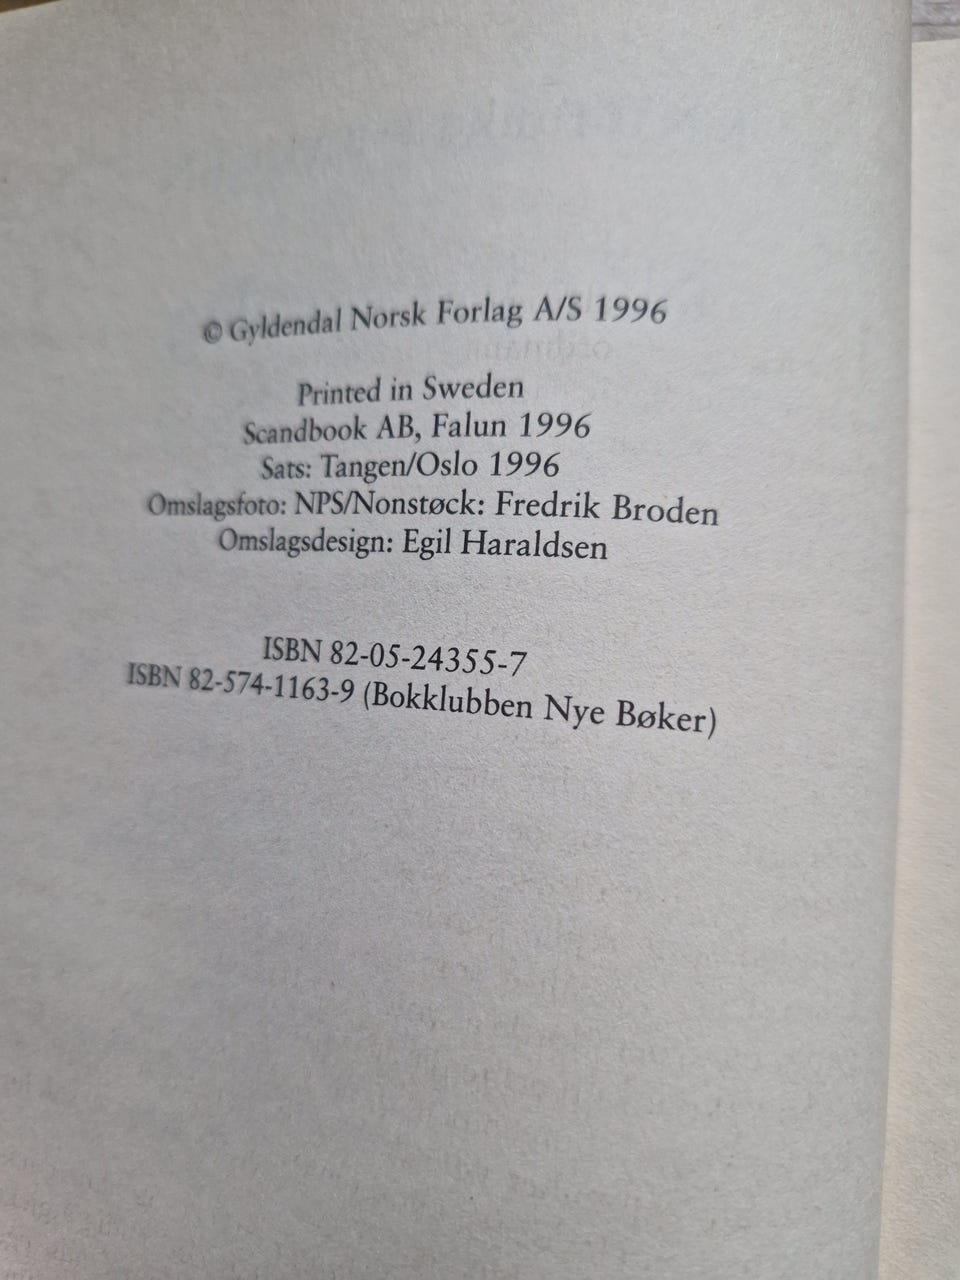 © Gyldendal Norsk Forlag A/S 1996
Printed in Sweden
Scandbook AB, Falun 1996
Sats: Tangen/Oslo 1996
Omslagsfoto: NPS/Nonstøck: Fredrik Broden
Omslagsdesign: Egil Haraldsen
ISBN 82-05-24355-7
ISBN 82-574-1163-9 (Bokklubben Nye Bøker)